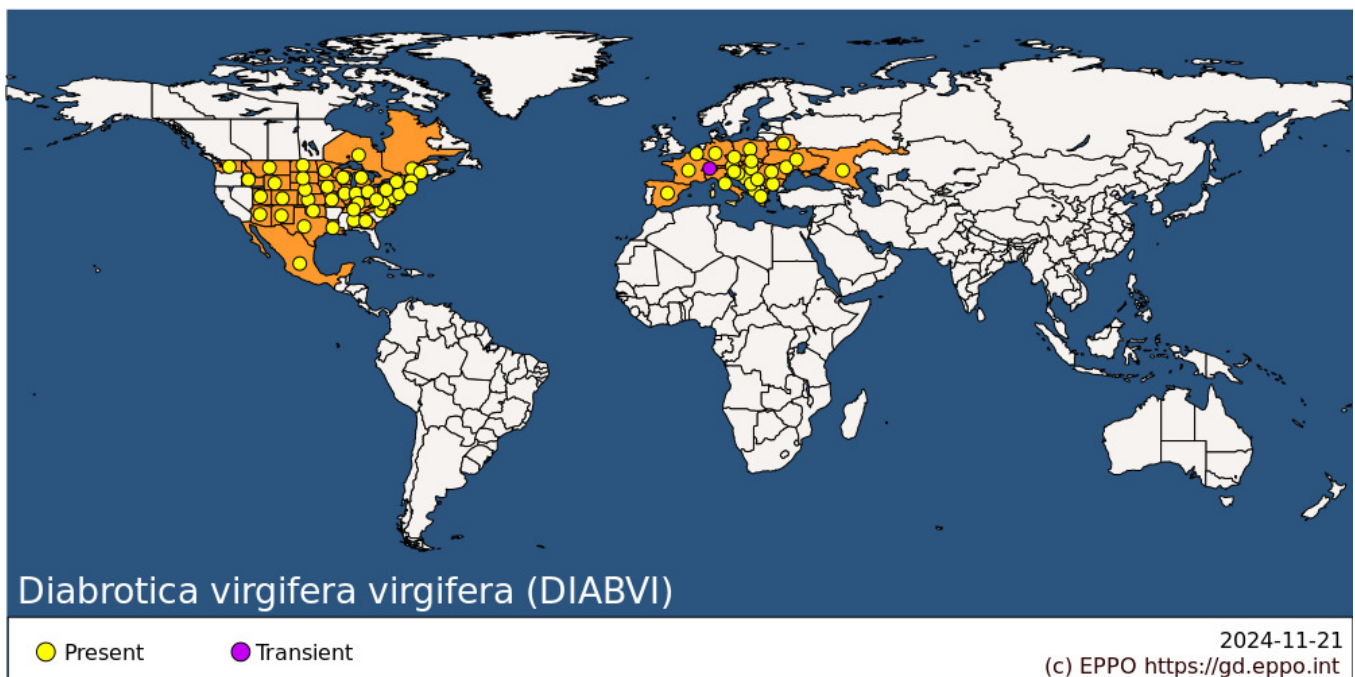 Diabrotica virgifera virgifera (DIABVI)
Present
Transient
2024-11-21
(c) EPPO https://gd.eppo.int